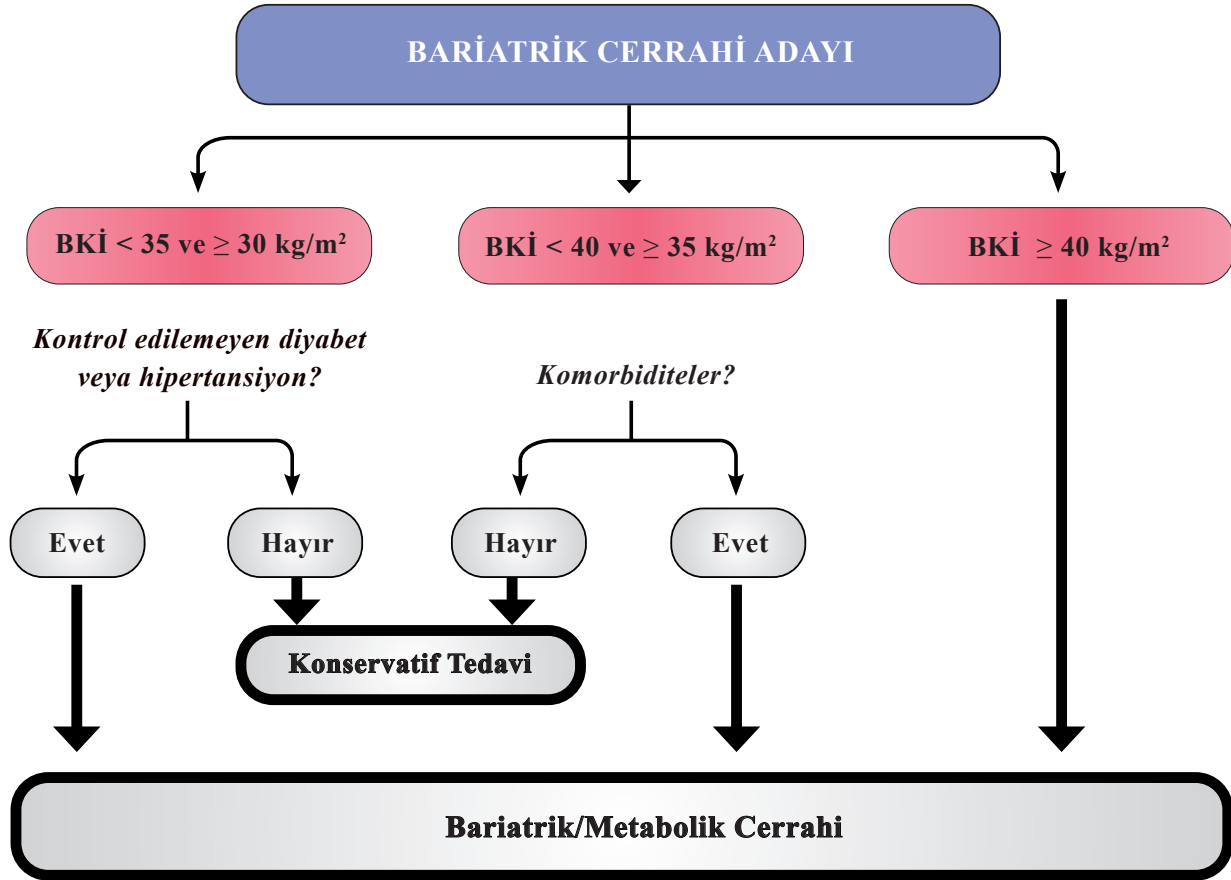 BARİATRİK CERRAHİ ADAYI
BKİ < 35 ve ≥ 30 kg/m²
BKİ < 40 ve ≥ 35 kg/m²
BKİ ≥ 40 kg/m²
Kontrol edilemeyen diyabet
veya hipertansiyon?
Komorbiditeler?
Evet
Hayır
Hayır
Evet
Konservatif Tedavi
Bariatrik/Metabolik Cerrahi